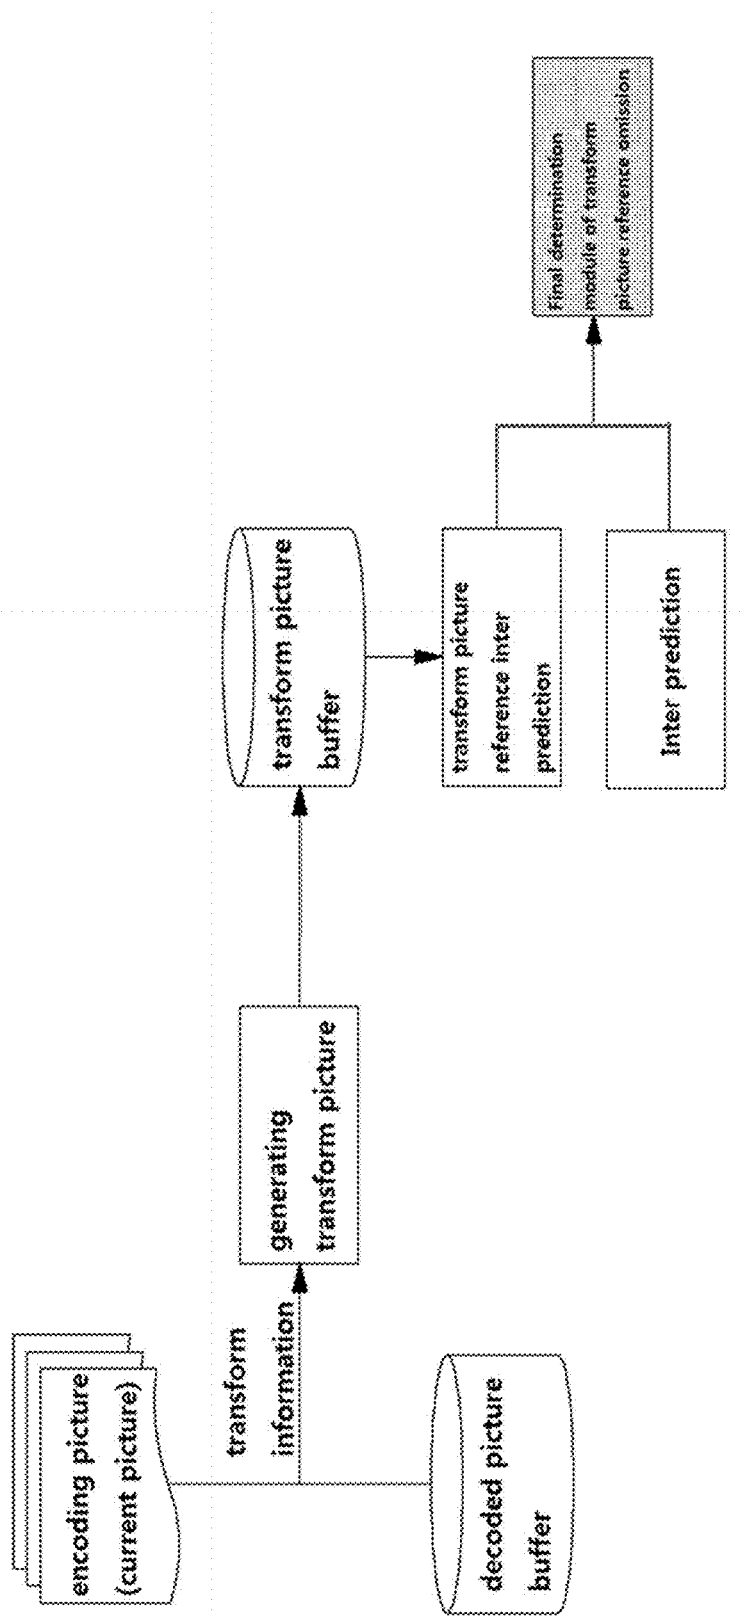 encoding picture
(current picture)
transform
information
decoded picture
buffer
generating
transform picture
transform picture
buffer
transform picture
reference inter
prediction
Inter prediction
Final determination
module of transform
picture reference omission